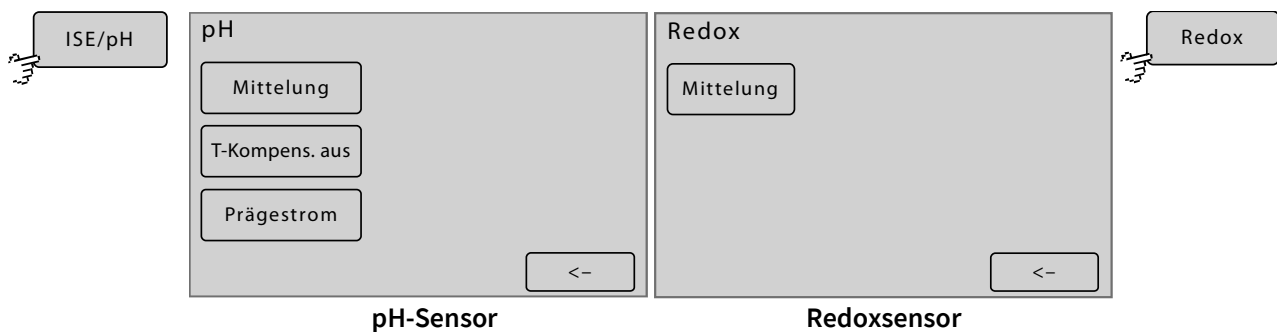 ISE/pH
pH
Mittelung
T-Kompens. aus
Prägestrom
<–
pH-Sensor
Redox
Mittelung
<–
Redoxsensor
Redox